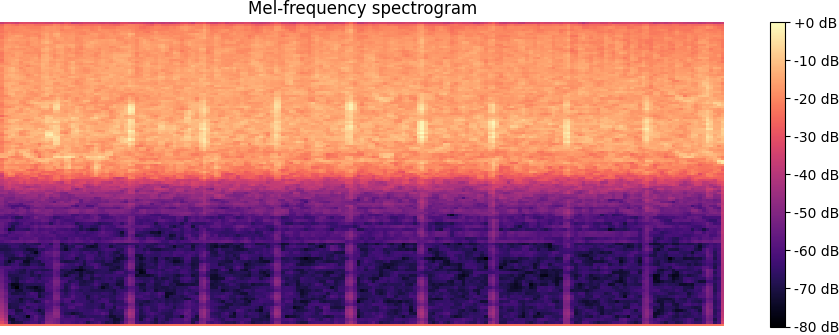 Mel-frequency spectrogram
+0 dB
-10 dB
-20 dB
-30 dB
-40 dB
-50 dB
-60 dB
-70 dB
-80 dB